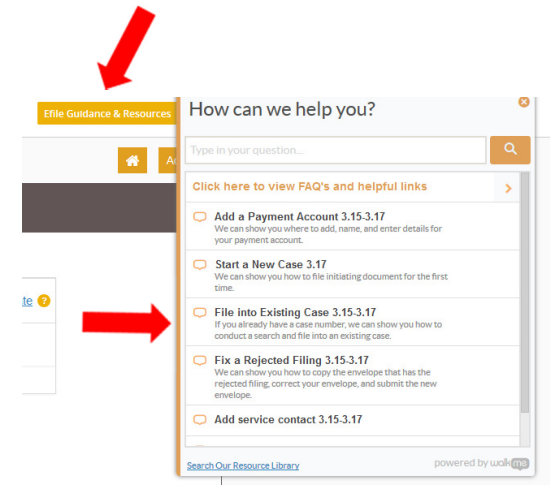 Efile Guidance & Resources
How can we help you?
Type in your question...
Click here to view FAQ's and helpful links
Add a Payment Account 3.15-3.17
We can show you where to add, name, and enter details for
your payment account.
Start a New Case 3.17
We can show you how to file initiating document for the first
time.
te
File into Existing Case 3.15-3.17
If you already have a case number, we can show you how to
conduct a search and file into an existing case.
Fix a Rejected Filing 3.15-3.17
We can show you how to copy the envelope that has the
rejected filing, correct your envelope, and submit the new
envelope.
Add service contact 3.15-3.17
Search Our Resource Library
powered by walkme